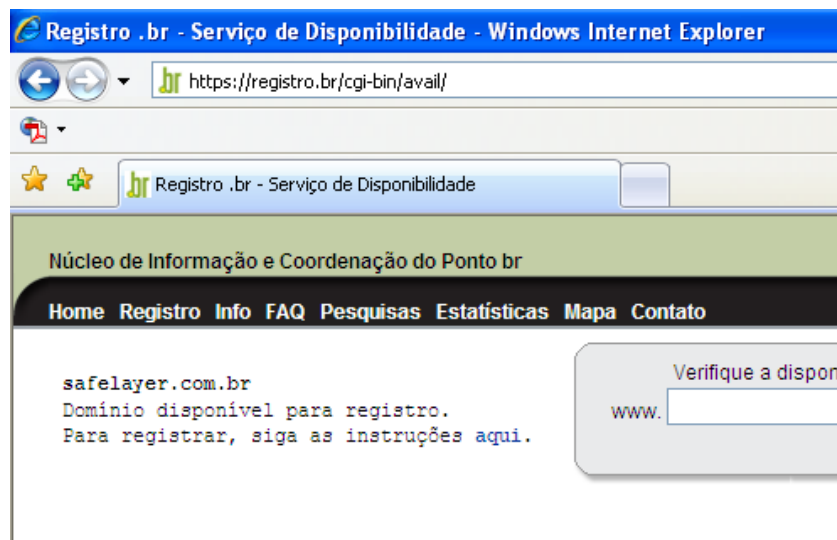 Registro .br - Serviço de Disponibilidade - Windows Internet Explorer
.br https://registro.br/cgi-bin/avail/
.br Registro .br - Serviço de Disponibilidade
Núcleo de Informação e Coordenação do Ponto br
Home Registro Info FAQ Pesquisas Estatísticas Mapa Contato
safelayer.com.br
Domínio disponível para registro.
Para registrar, siga as instruções aqui.
Verifique a dispon
www.